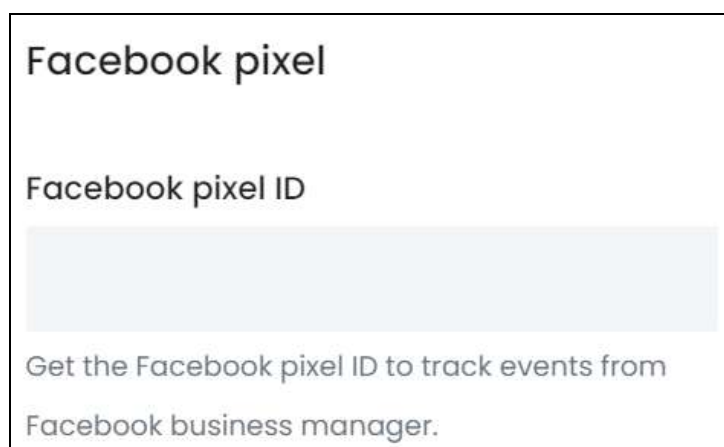 Facebook pixel
Facebook pixel ID
Get the Facebook pixel ID to track events from
Facebook business manager.